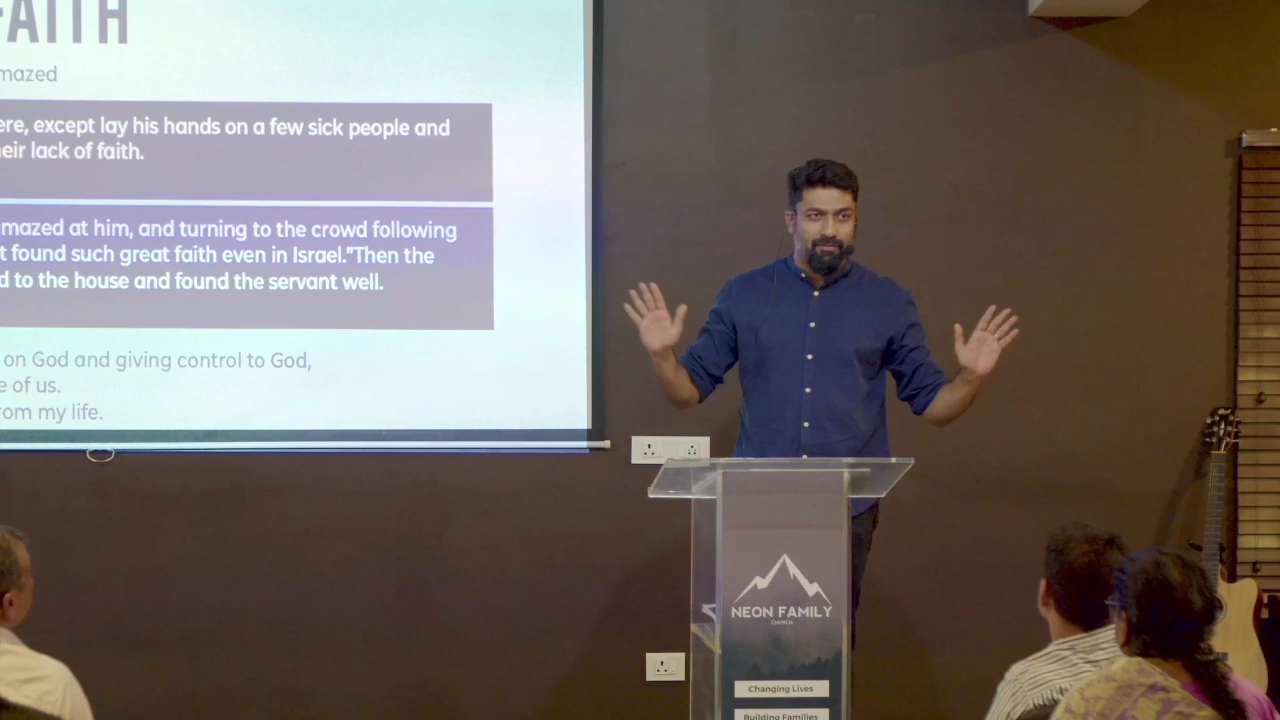 FAITH
mazed
ere, except lay his hands on a few sick people and
eir lack of faith.
mazed at him, and turning to the crowd following
t found such great faith even in Israel."Then the
d to the house and found the servant well.
on God and giving control to God,
e of us.
rom my life.
NEON FAMILY
CHURCH
Changing Lives
Building Families